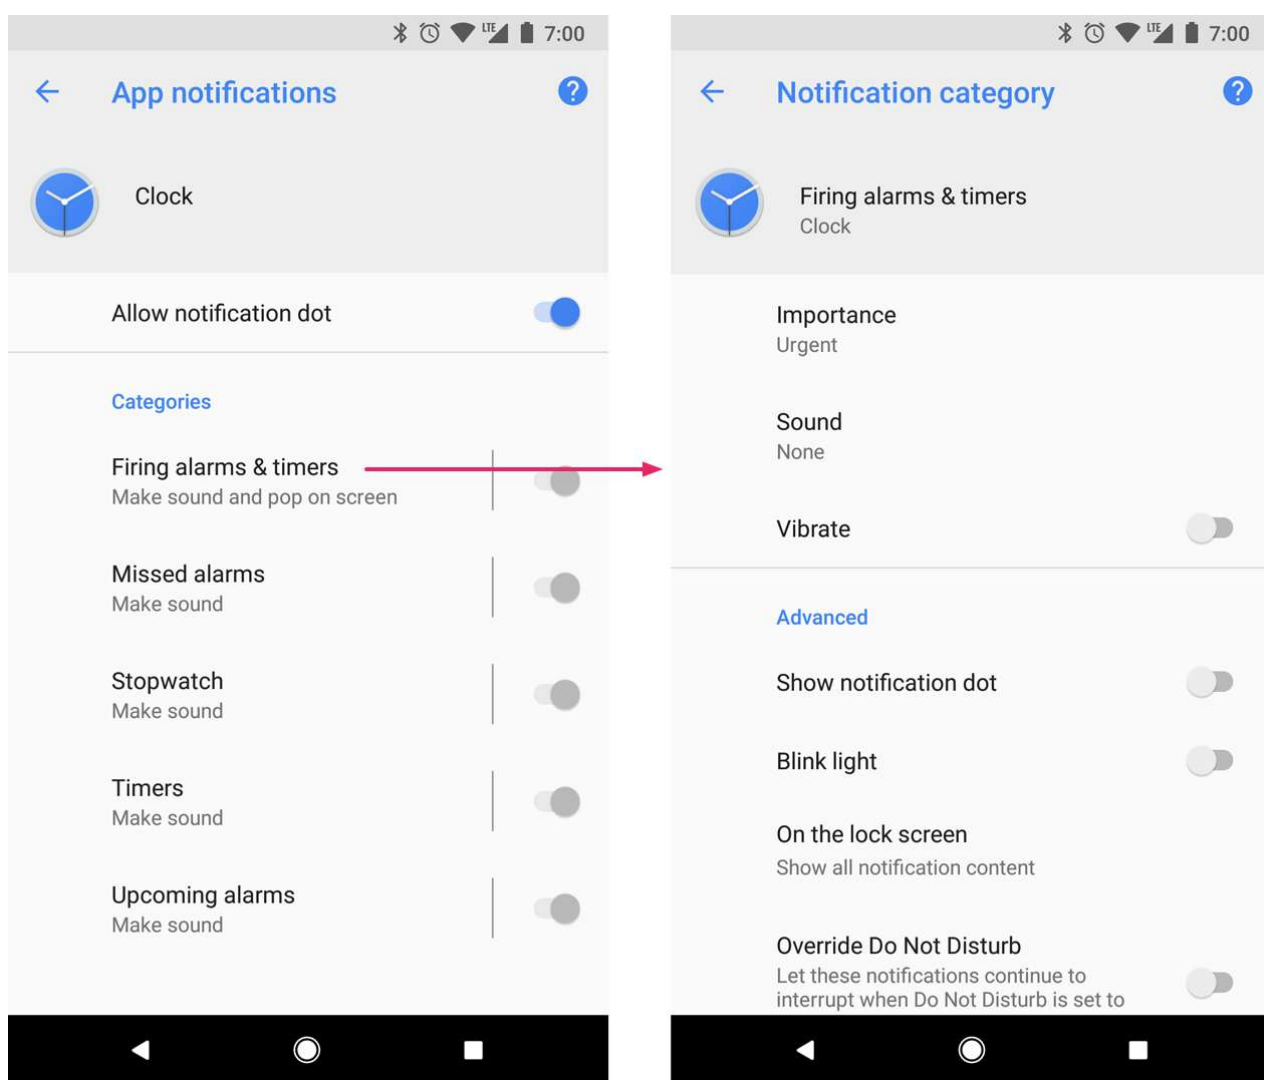 LTE 7:00
App notifications
?
Clock
Allow notification dot
Categories
Firing alarms & timers
Make sound and pop on screen
Missed alarms
Make sound
Stopwatch
Make sound
Timers
Make sound
Upcoming alarms
Make sound
LTE 7:00
Notification category
?
Firing alarms & timers
Clock
Importance
Urgent
Sound
None
Vibrate
Advanced
Show notification dot
Blink light
On the lock screen
Show all notification content
Override Do Not Disturb
Let these notifications continue to
interrupt when Do Not Disturb is set to